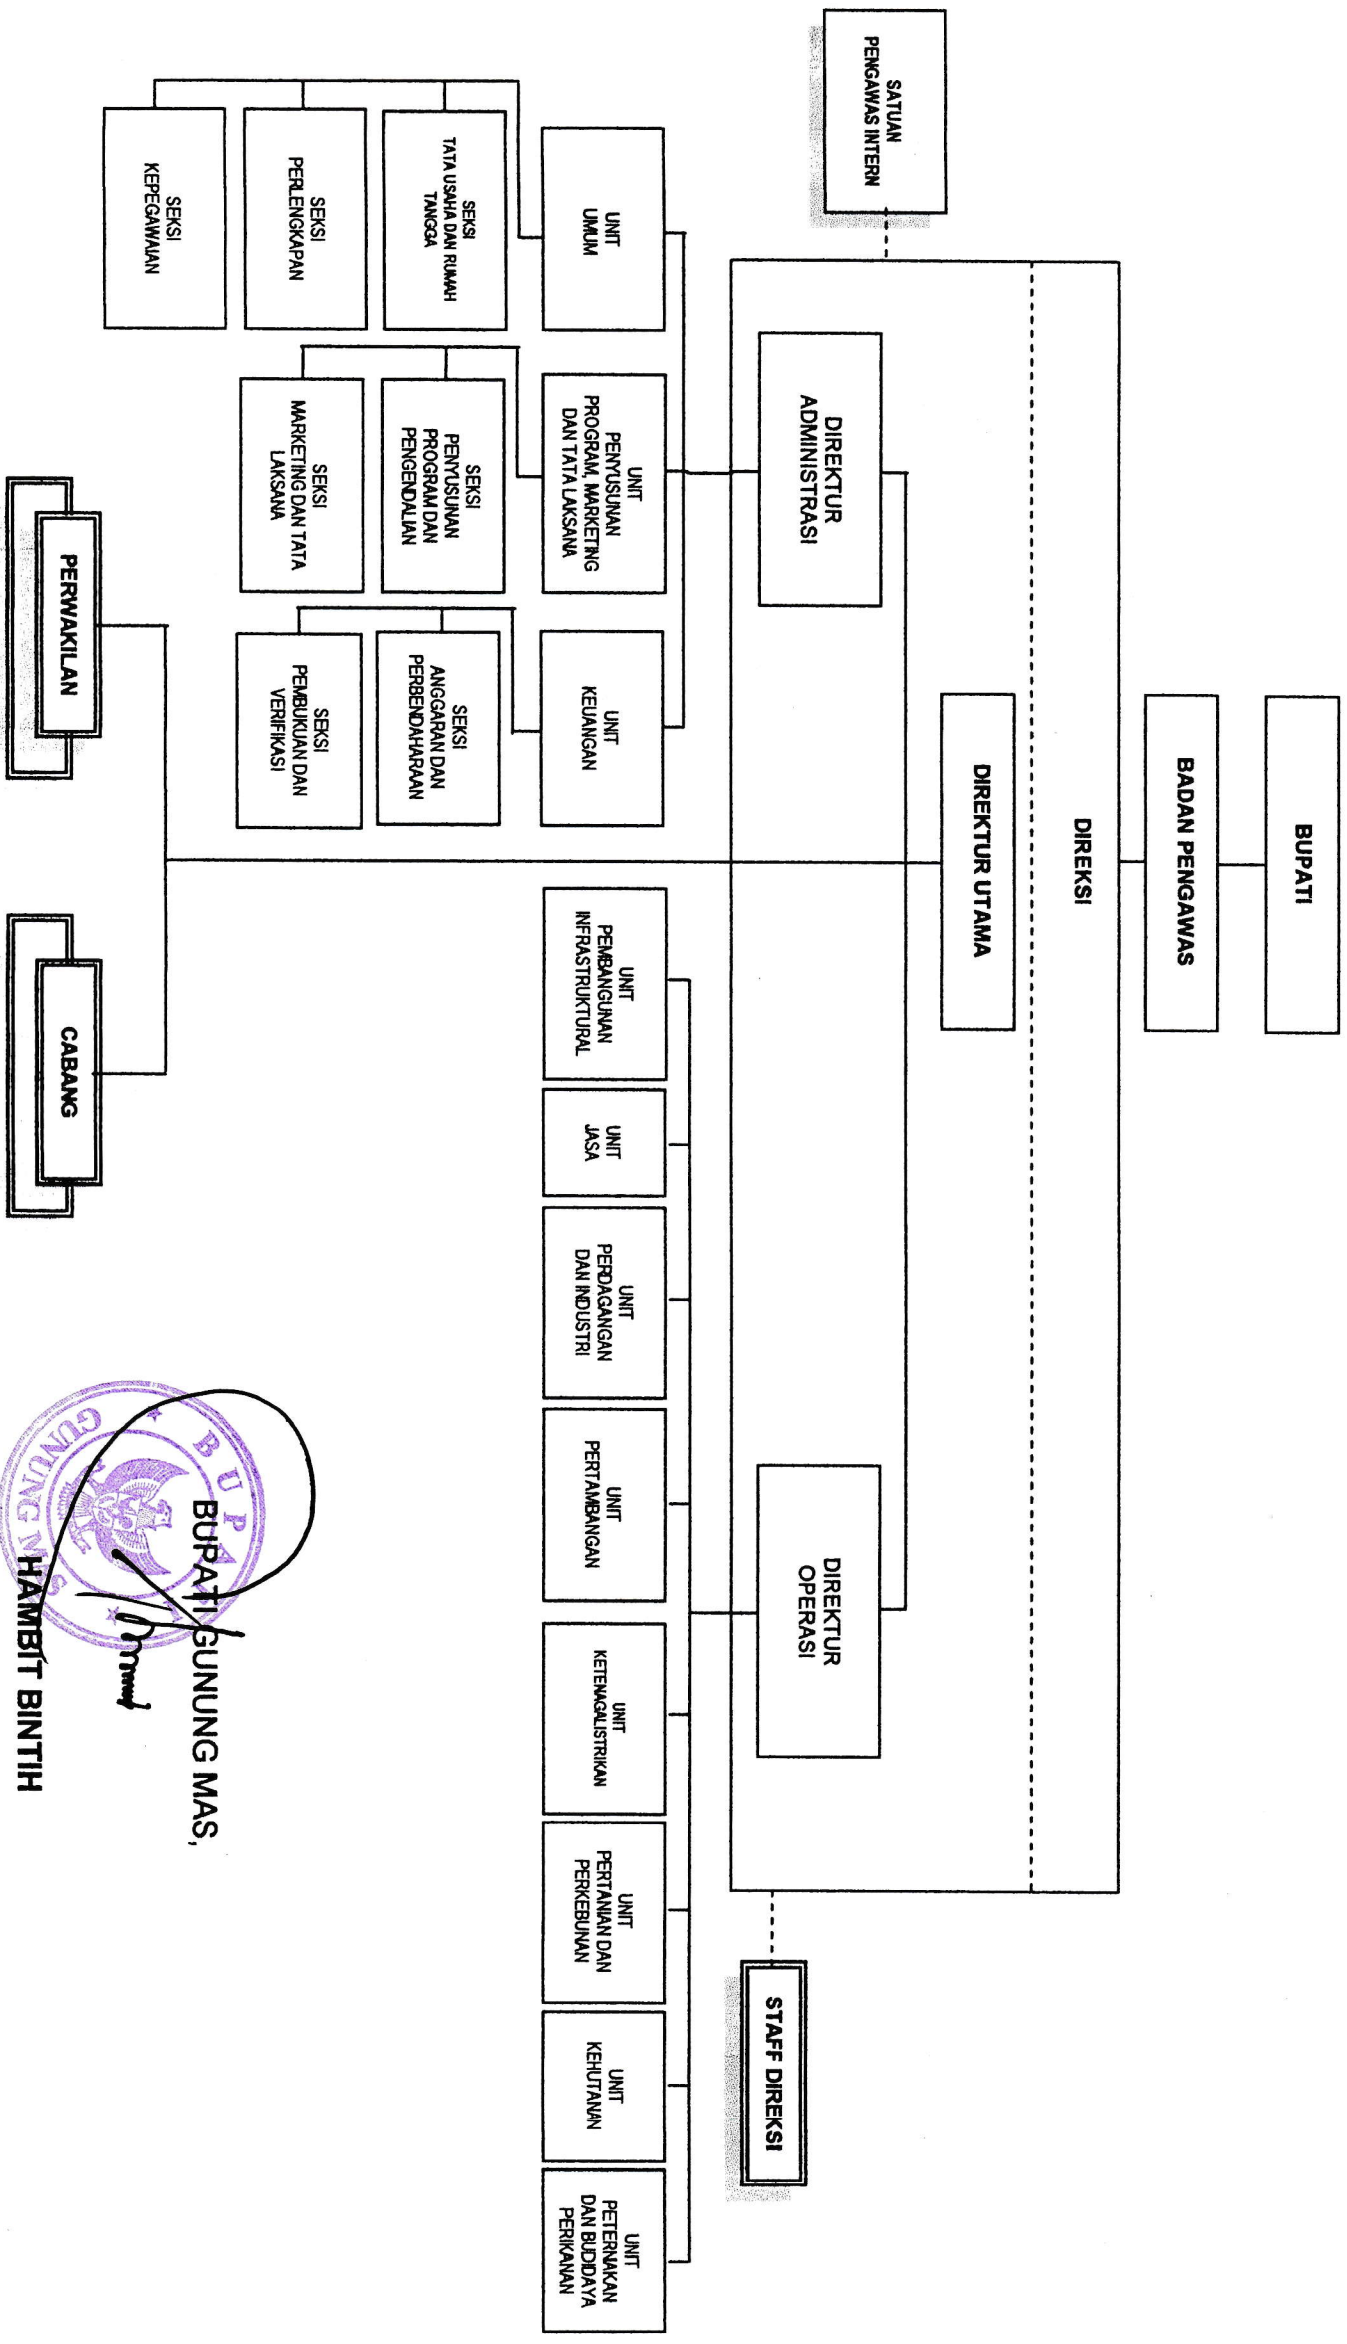 BUPATI
BADAN PENGAWAS
DIREKSI
DIREKTUR UTAMA
SATUAN
PENGAWAS INTERN
DIREKTUR
ADMINISTRASI
DIREKTUR
OPERASI
STAFF DIREKSI
UNIT
UMUM
UNIT
PENYUSUNAN
PROGRAM, MARKETING
DAN TATA LAKSANA
UNIT
KEUANGAN
UNIT
PEMBANGUNAN
INFRASTRUKTURAL
UNIT
JASA
UNIT
PERDAGANGAN
DAN INDUSTRI
UNIT
PERTAMBANGAN
UNIT
KETENAGALISTRIKAN
UNIT
PERTANIAN DAN
PERKEBUNAN
UNIT
KEHUTANAN
UNIT
PETERNAKAN
DAN BUDIDAYA
PERIKANAN
SEKSI
TATA USAHA DAN RUMAH
TANGGA
SEKSI
PERLENGKAPAN
SEKSI
KEPEGAWAIAN
SEKSI
PENYUSUNAN
PROGRAM DAN
PENGENDALIAN
SEKSI
MARKETING DAN TATA
LAKSANA
SEKSI
ANGGARAN DAN
PERBENDAHARAAN
SEKSI
PEMBUKUAN DAN
VERIFIKASI
PERWAKILAN
CABANG
BUPATI GUNUNG MAS,
BUPATI
GUNUNG MAS
HAMBIT BINTIH